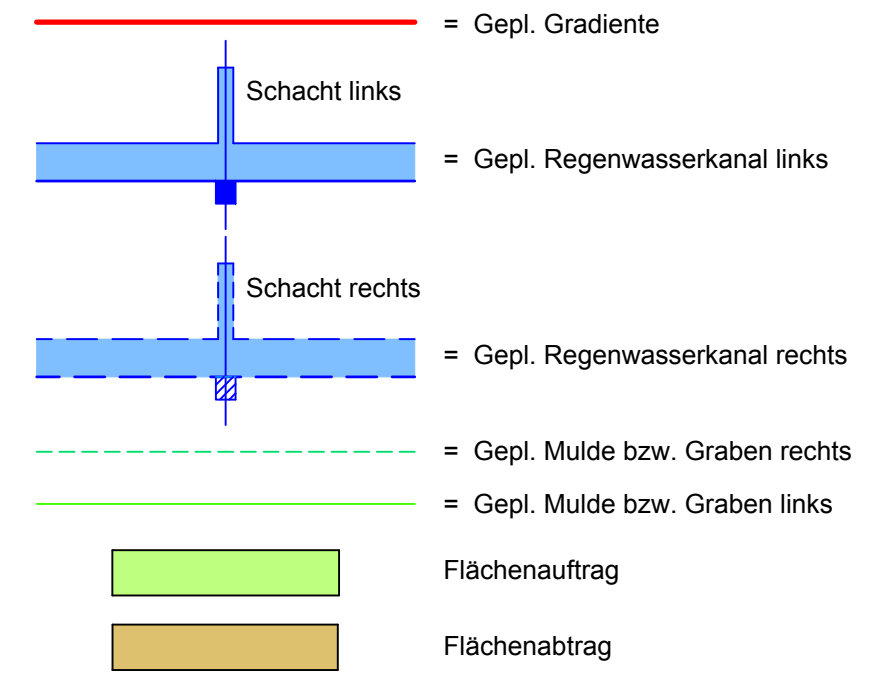 = Gepl. Gradiente
Schacht links
= Gepl. Regenwasserkanal links
Schacht rechts
= Gepl. Regenwasserkanal rechts
= Gepl. Mulde bzw. Graben rechts
= Gepl. Mulde bzw. Graben links
Flächenauftrag
Flächenabtrag